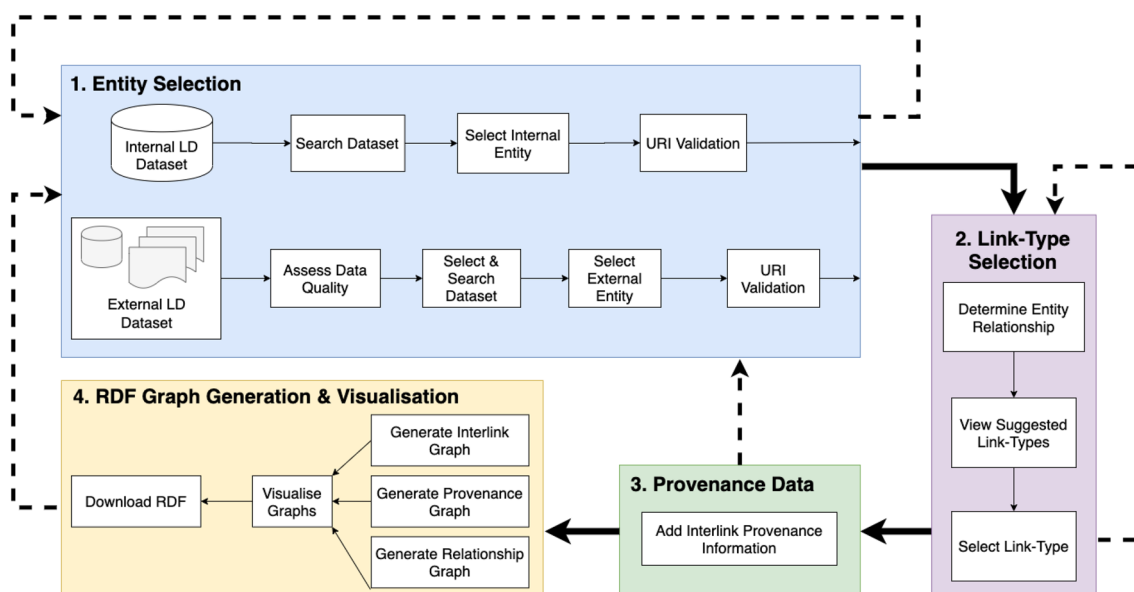 1. Entity Selection
Internal LD
Dataset
Search Dataset
Select Internal
Entity
URI Validation
External LD
Dataset
Assess Data
Quality
Select &
Search
Dataset
Select
External
Entity
URI
Validation
2. Link-Type
Selection
Determine Entity
Relationship
View Suggested
Link-Types
Select Link-Type
3. Provenance Data
Add Interlink Provenance
Information
4. RDF Graph Generation & Visualisation
Generate Interlink
Graph
Generate Provenance
Graph
Generate Relationship
Graph
Visualise
Graphs
Download RDF